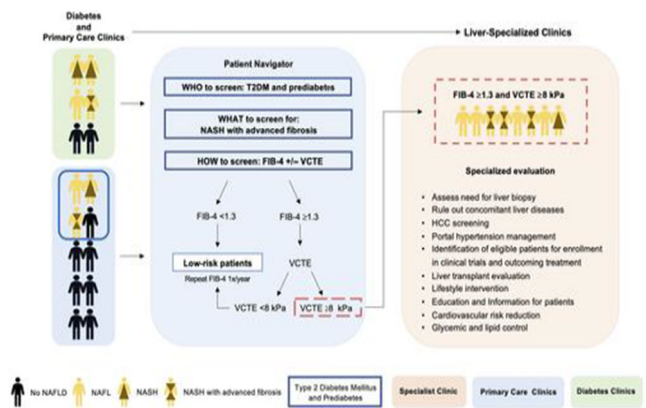 Diabetes
and
Primary Care Clinics
Liver-Specialized Clinics
Patient Navigator
WHO to screen: T2DM and prediabetes
WHAT to screen for:
NASH with advanced fibrosis
HOW to screen: FIB-4 +/− VCTE
FIB-4 <1.3
FIB-4 ≥1.3
Low-risk patients
Repeat FIB-4 1x/year
VCTE
VCTE <8 kPa
VCTE ≥8 kPa
FIB-4 ≥1.3 and VCTE ≥8 kPa
Specialized evaluation
• Assess need for liver biopsy
• Rule out concomitant liver diseases
• HCC screening
• Portal hypertension management
• Identification of eligible patients for enrollment
in clinical trials and outcoming treatment
• Liver transplant evaluation
• Lifestyle intervention
• Education and Information for patients
• Cardiovascular risk reduction
• Glycemic and lipid control
No NAFLD
NAFL
NASH
NASH with advanced fibrosis
Type 2 Diabetes Mellitus
and Prediabetes
Specialist Clinic
Primary Care Clinics
Diabetes Clinics